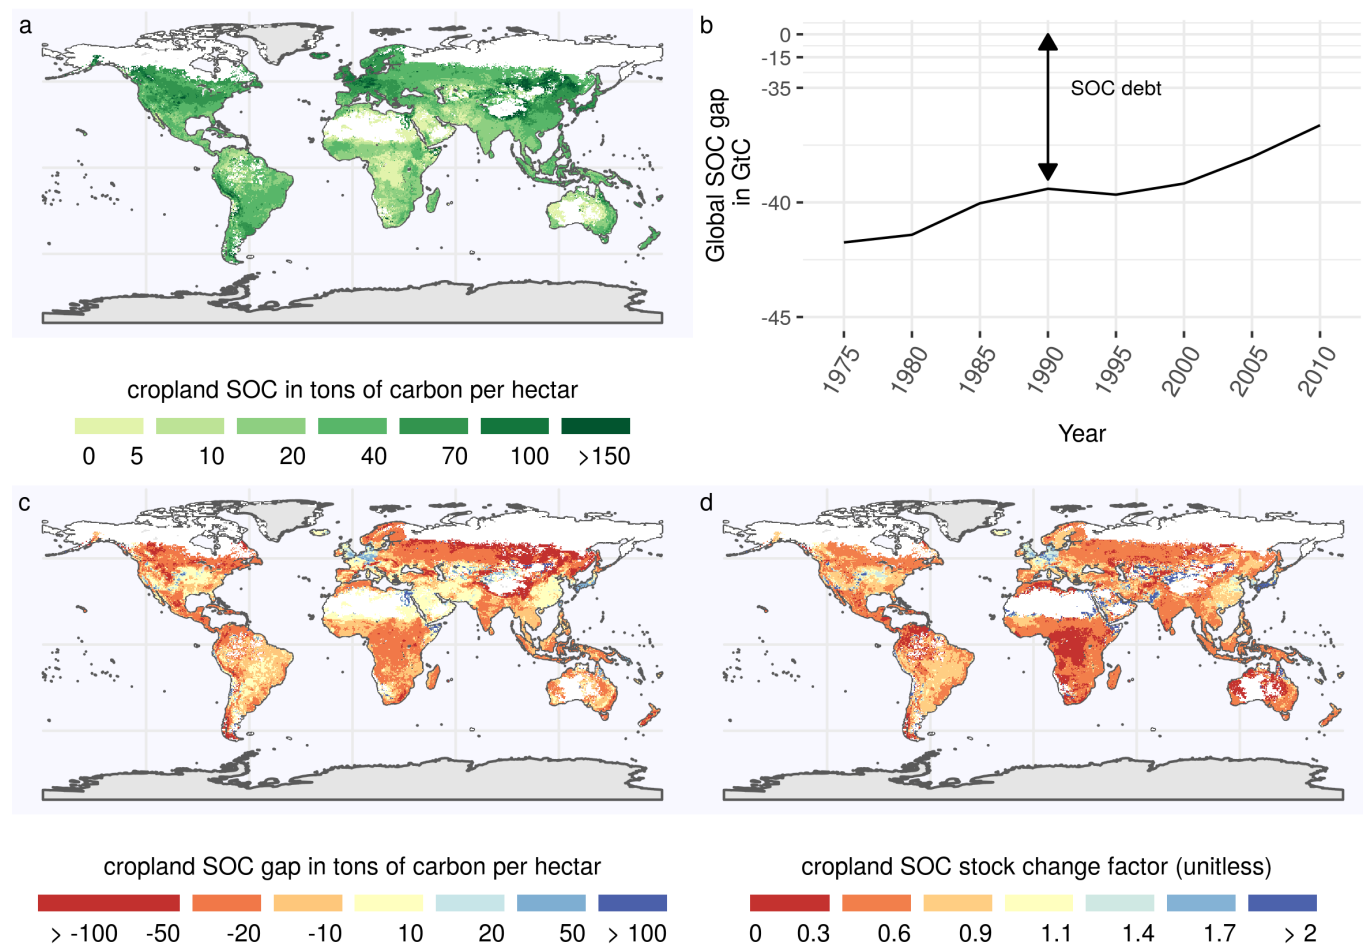 a
cropland SOC in tons of carbon per hectar
0 5 10 20 40 70 100 >150
b
Global SOC gap
in GtC
0
-15
-35
-40
-45
SOC debt
1975 1980 1985 1990 1995 2000 2005 2010
Year
c
cropland SOC gap in tons of carbon per hectar
> -100 -50 -20 -10 10 20 50 > 100
d
cropland SOC stock change factor (unitless)
0 0.3 0.6 0.9 1.1 1.4 1.7 > 2